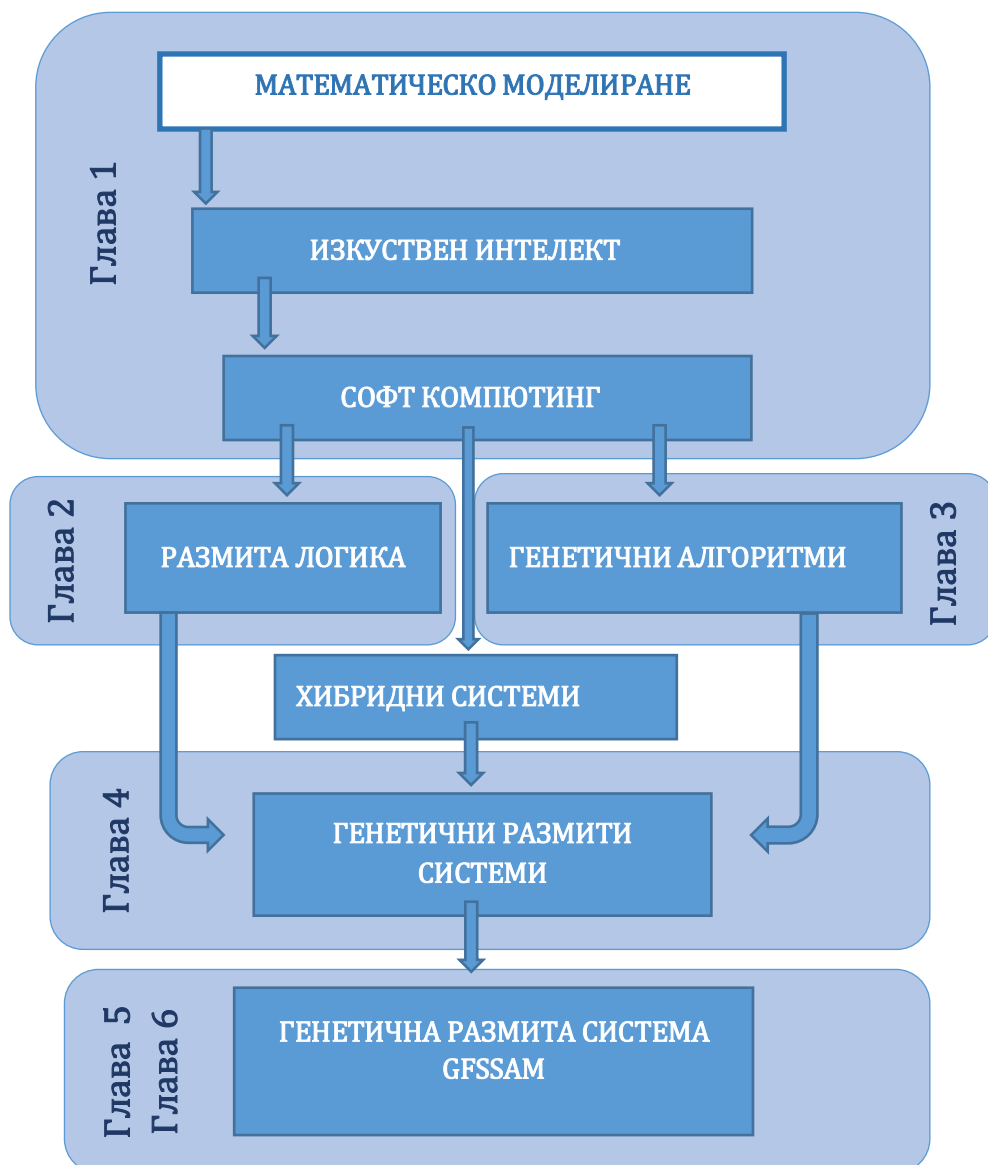 МАТЕМАТИЧЕСКО МОДЕЛИРАНЕ
Глава 1
ИЗКУСТВЕН ИНТЕЛЕКТ
СОФТ КОМПЮТИНГ
Глава 2
РАЗМИТА ЛОГИКА
ГЕНЕТИЧНИ АЛГОРИТМИ
Глава 3
ХИБРИДНИ СИСТЕМИ
Глава 4
ГЕНЕТИЧНИ РАЗМИТИ
СИСТЕМИ
Глава 5
Глава 6
ГЕНЕТИЧНА РАЗМИТА СИСТЕМА
GFSSAM